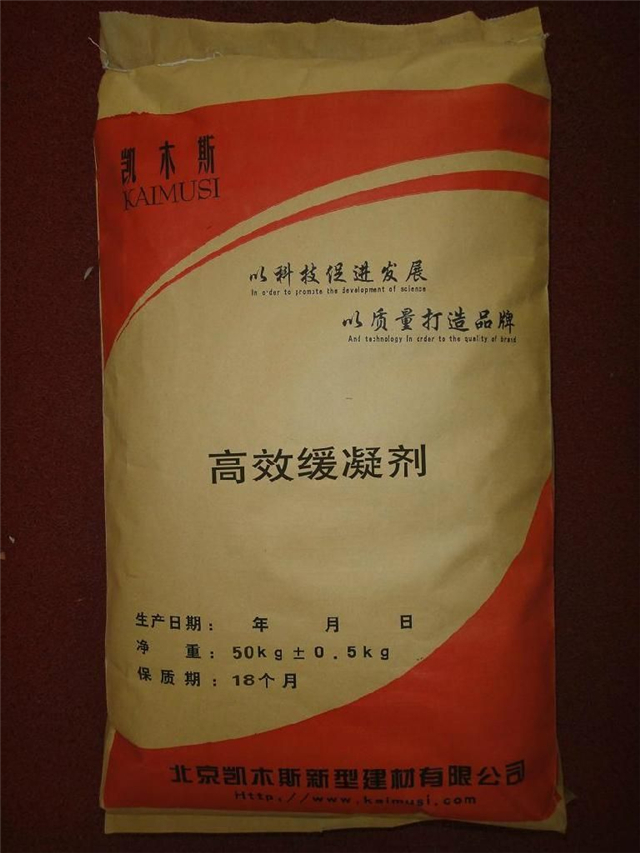 凯木斯
KAIMUSI
以科技促进发展
In order to promote the development of science
以质量打造品牌
And technology In order to the quality of brand
高效缓凝剂
生产日期： 年 月 日
净 重：50kg±0.5kg
保质期：18个月
北京凯木斯新型建材有限公司
Http://www.kaimusi.com